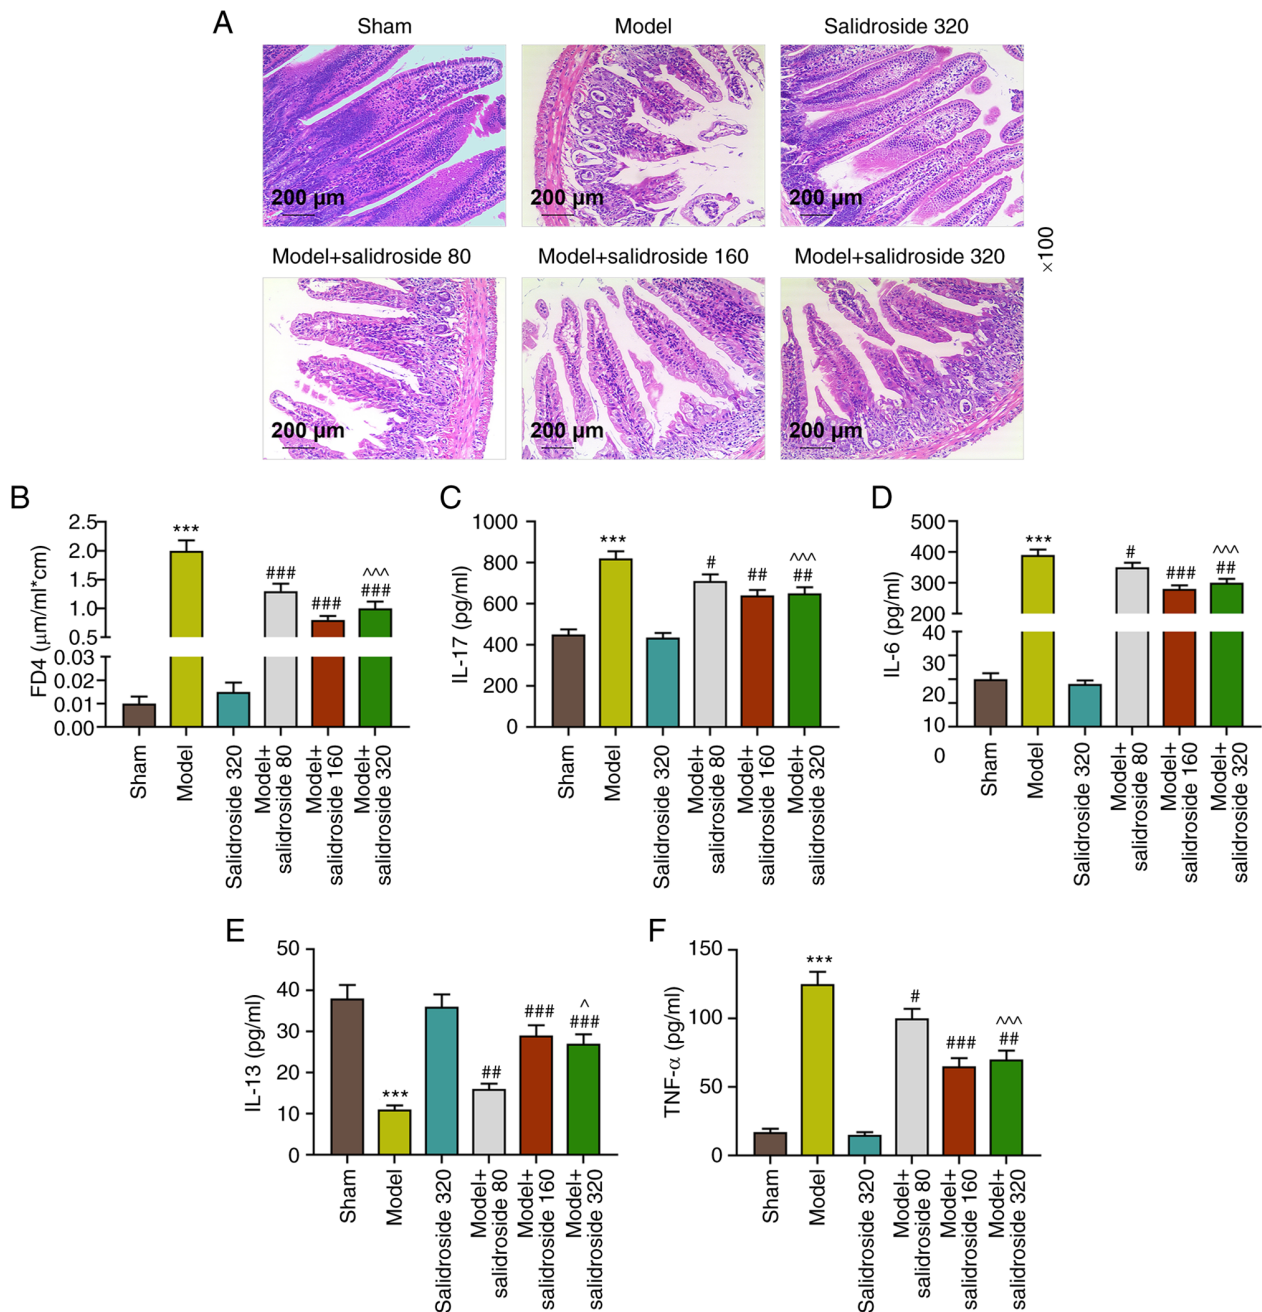 A
Sham
Model
Salidroside 320
200 µm
200 µm
200 µm
×100
Model+salidroside 80
Model+salidroside 160
Model+salidroside 320
200 µm
200 µm
200 µm
B
FD4 (µm/ml*cm)
2.5
2.0
1.5
1.0
0.5
0.03
0.02
0.01
0.00
***
###
###
^^^
###
Sham
Model
Salidroside 320
Model+
salidroside 80
Model+
salidroside 160
Model+
salidroside 320
C
IL-17 (pg/ml)
1000
800
600
400
200
0
***
#
##
^^^
##
Sham
Model
Salidroside 320
Model+
salidroside 80
Model+
salidroside 160
Model+
salidroside 320
D
IL-6 (pg/ml)
500
400
300
200
40
30
20
10
0
***
#
###
^^^
##
Sham
Model
Salidroside 320
Model+
salidroside 80
Model+
salidroside 160
Model+
salidroside 320
E
IL-13 (pg/ml)
50
40
30
20
10
0
***
##
###
^
###
Sham
Model
Salidroside 320
Model+
salidroside 80
Model+
salidroside 160
Model+
salidroside 320
F
TNF-α (pg/ml)
150
100
50
0
***
#
###
^^^
##
Sham
Model
Salidroside 320
Model+
salidroside 80
Model+
salidroside 160
Model+
salidroside 320